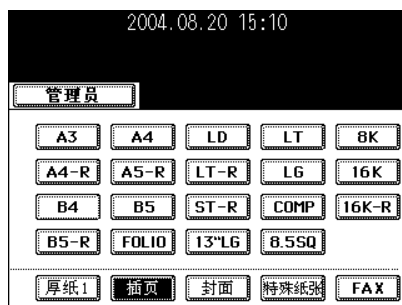 2004.08.20 15:10
管理员
A3 A4 LD LT 8K
A4-R A5-R LT-R LG 16K
B4 B5 ST-R COMP 16K-R
B5-R FOLIO 13"LG 8.5SQ
厚纸1 插页 封面 特殊纸张 FAX